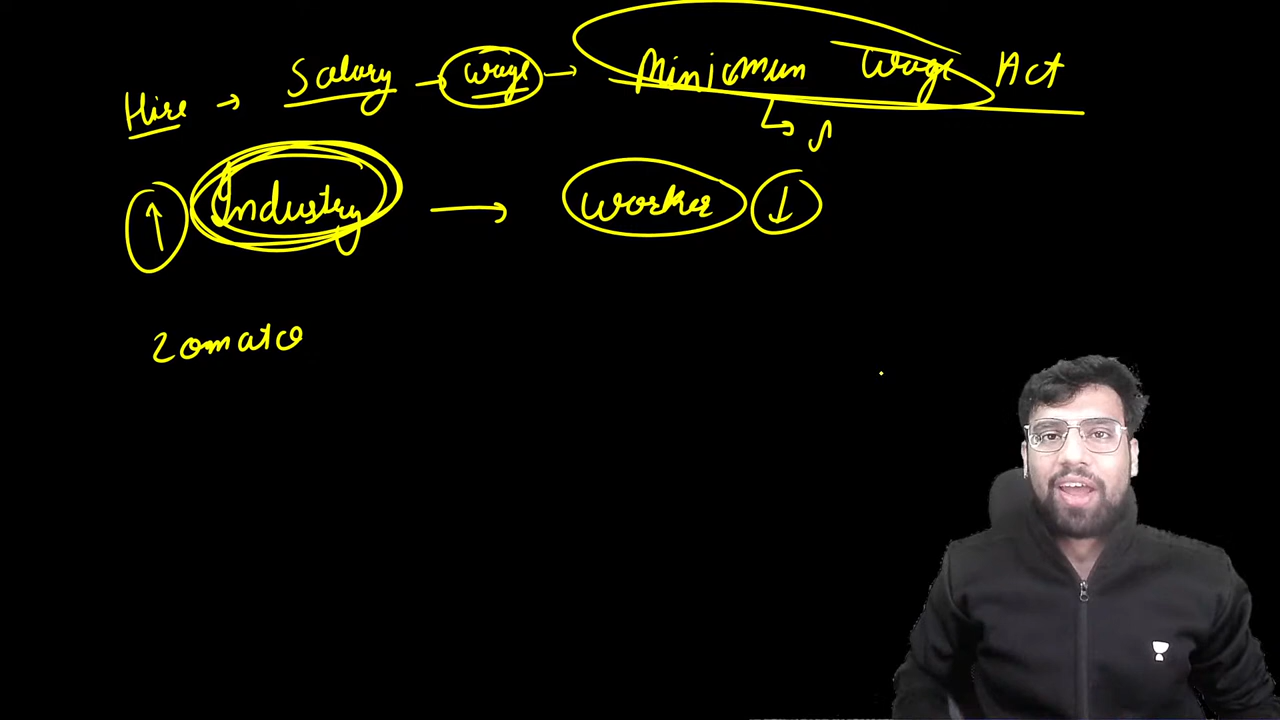 Hire → Salary → Wage → Minimum Wage Act
↳ s
↑ Industry → Worker ↓
Zomato